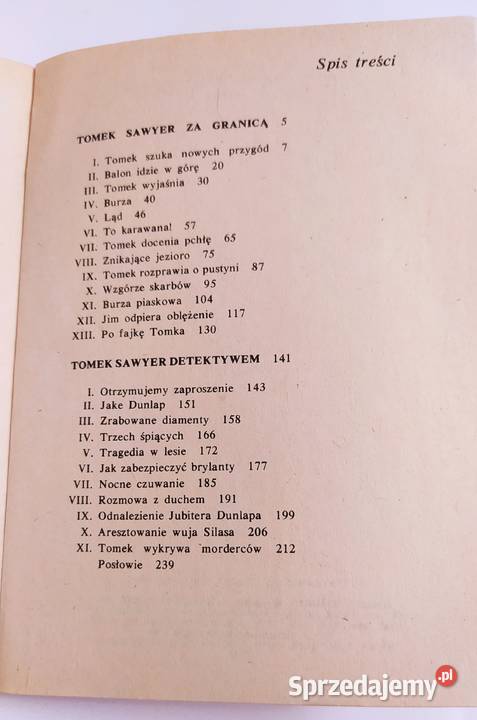 Spis treści
TOMEK SAWYER ZA GRANICĄ 5
I. Tomek szuka nowych przygód 7
II. Balon idzie w górę 20
III. Tomek wyjaśnia 30
IV. Burza 40
V. Ląd 46
VI. To karawana! 57
VII. Tomek docenia pchłę 65
VIII. Znikające jezioro 75
IX. Tomek rozprawia o pustyni 87
X. Wzgórze skarbów 95
XI. Burza piaskowa 104
XII. Jim odpiera oblężenie 117
XIII. Po fajkę Tomka 130
TOMEK SAWYER DETEKTYWEM 141
I. Otrzymujemy zaproszenie 143
II. Jake Dunlap 151
III. Zrabowane diamenty 158
IV. Trzech śpiących 166
V. Tragedia w lesie 172
VI. Jak zabezpieczyć brylanty 177
VII. Nocne czuwanie 185
VIII. Rozmowa z duchem 191
IX. Odnalezienie Jubitera Dunlapa 199
X. Aresztowanie wuja Silasa 206
XI. Tomek wykrywa morderców 212
Posłowie 239
Sprzedajemy.pl